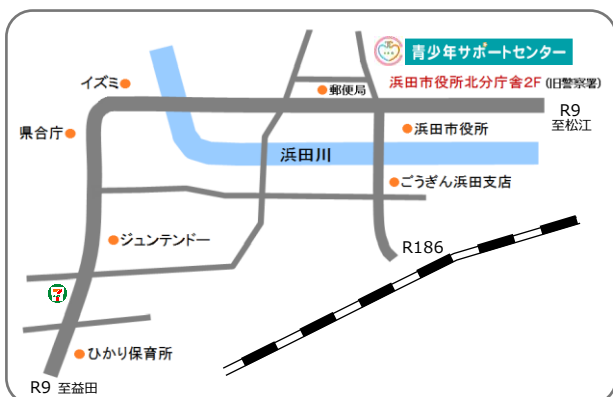 青少年サポートセンター
イズミ
郵便局
浜田市役所北分庁舎2F (旧警察署)
R9
至松江
県合庁
浜田市役所
浜田川
ごうぎん浜田支店
ジュンテンドー
R186
7
ひかり保育所
R9 至益田